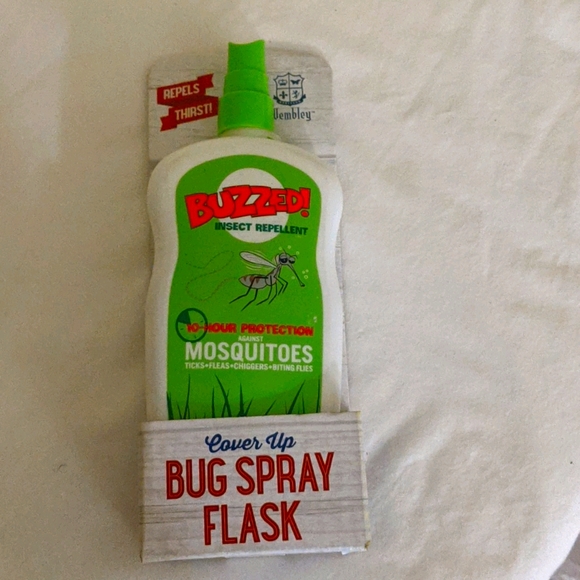 REPELS
THIRST!
Wembley
BUZZED!
INSECT REPELLENT
10-HOUR PROTECTION
AGAINST
MOSQUITOES
TICKS•FLEAS•CHIGGERS•BITING FLIES
Cover Up
BUG SPRAY
FLASK